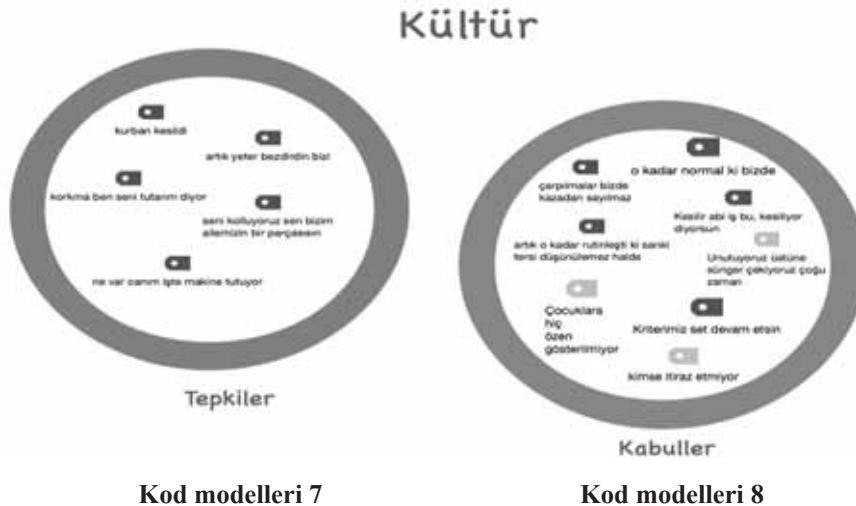 Kültür
kurban kesildi
artık yeter bezdirdin bizi
korkma ben seni tutarım diyor
seni kolluyoruz sen bizim
ailemizin bir parçasısın
ne var canım işte makine tutuyor
Tepkiler
o kadar normal ki bizde
çarpılmalar bizde
kazadan sayılmaz
Kesilir abi iş bu, kesiliyor
diyorsun
artık o kadar rutinleşti ki sanki
tersi düşünülemez halde
Unutuyoruz üstüne
sünger çekiyoruz çoğu
zaman
Çocuklara
hiç
özen
gösterilmiyor
Kriterimiz set devam etsin
kimse itiraz etmiyor
Kabuller
Kod modelleri 7
Kod modelleri 8